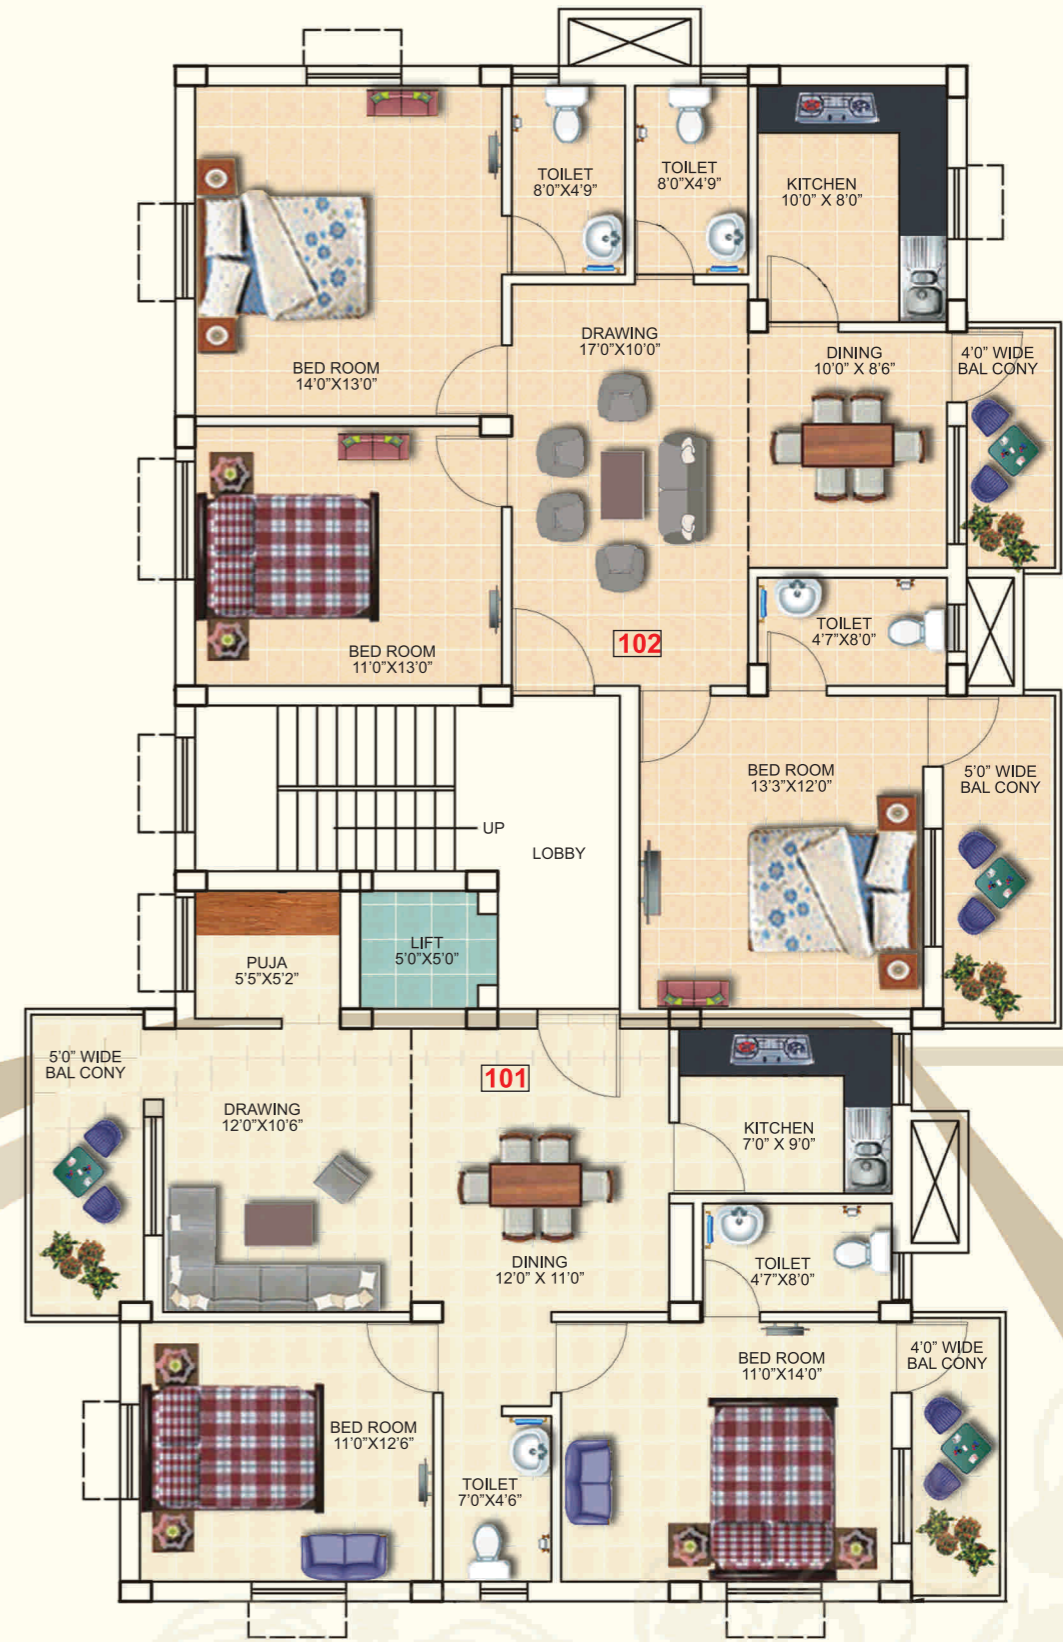 TOILET
8'0"X4'9"
TOILET
8'0"X4'9"
KITCHEN
10'0" X 8'0"
BED ROOM
14'0"X13'0"
DRAWING
17'0"X10'0"
DINING
10'0" X 8'6"
4'0" WIDE
BAL CONY
BED ROOM
11'0"X13'0"
102
TOILET
4'7"X8'0"
UP
LOBBY
BED ROOM
13'3"X12'0"
5'0" WIDE
BAL CONY
PUJA
5'5"X5'2"
LIFT
5'0"X5'0"
5'0" WIDE
BAL CONY
101
DRAWING
12'0"X10'6"
KITCHEN
7'0" X 9'0"
DINING
12'0" X 11'0"
TOILET
4'7"X8'0"
BED ROOM
11'0"X14'0"
4'0" WIDE
BAL CONY
BED ROOM
11'0"X12'6"
TOILET
7'0"X4'6"